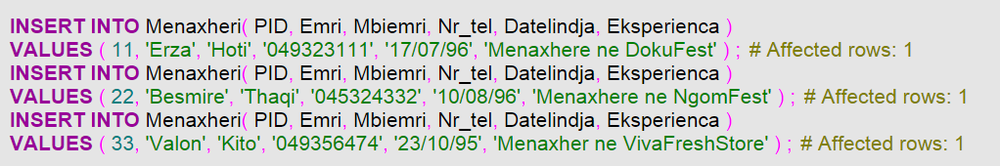 INSERT INTO Menaxheri( PID, Emri, Mbiemri, Nr_tel, Datelindja, Eksperienca )
VALUES ( 11, 'Erza', 'Hoti', '049323111', '17/07/96', 'Menaxhere ne DokuFest' ) ; # Affected rows: 1
INSERT INTO Menaxheri( PID, Emri, Mbiemri, Nr_tel, Datelindja, Eksperienca )
VALUES ( 22, 'Besmire', 'Thaqi', '045324332', '10/08/96', 'Menaxhere ne NgomFest' ) ; # Affected rows: 1
INSERT INTO Menaxheri( PID, Emri, Mbiemri, Nr_tel, Datelindja, Eksperienca )
VALUES ( 33, 'Valon', 'Kito', '049356474', '23/10/95', 'Menaxher ne VivaFreshStore' ) ; # Affected rows: 1